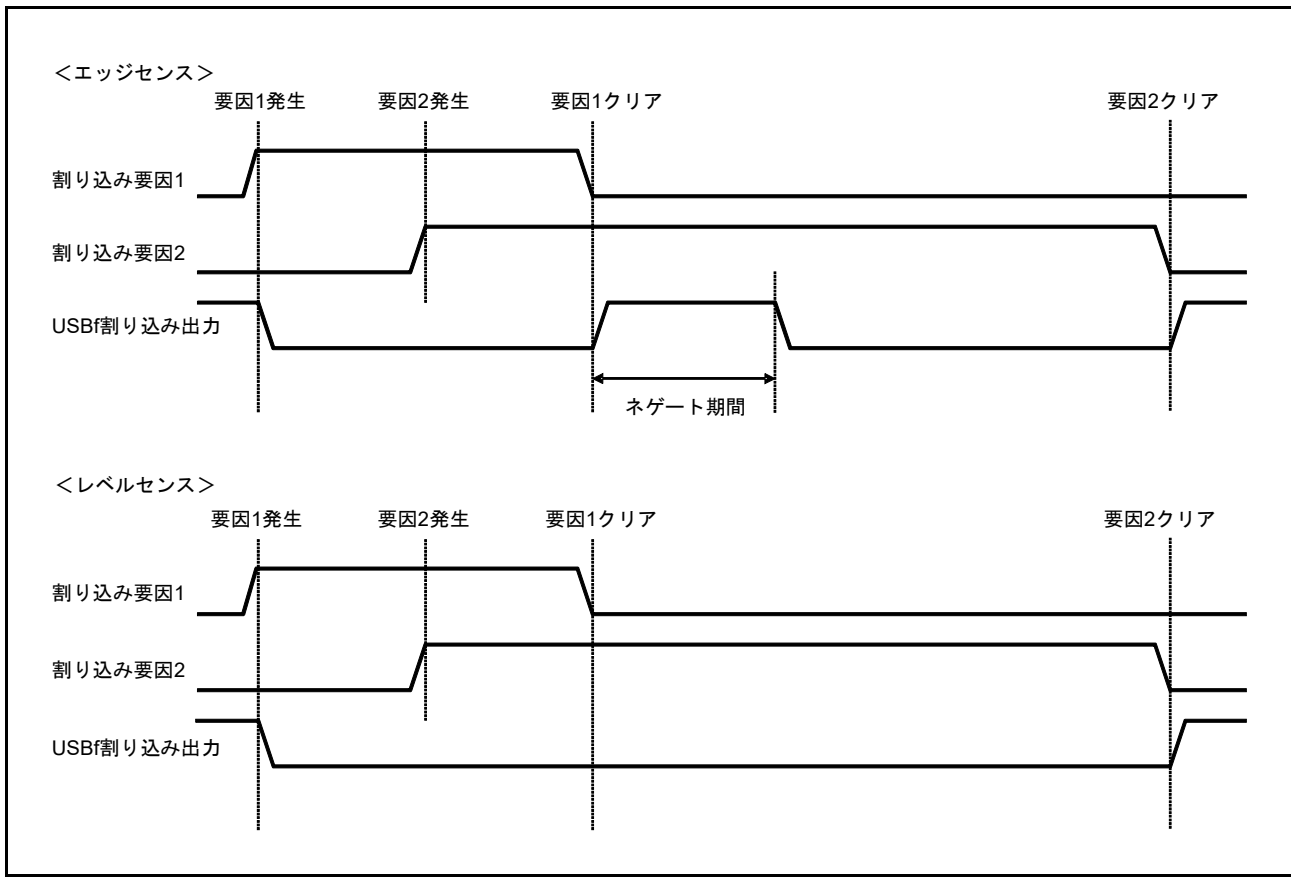 ＜エッジセンス＞
要因1発生 要因2発生 要因1クリア 要因2クリア
割り込み要因1
割り込み要因2
USBf割り込み出力
ネゲート期間
＜レベルセンス＞
要因1発生 要因2発生 要因1クリア 要因2クリア
割り込み要因1
割り込み要因2
USBf割り込み出力